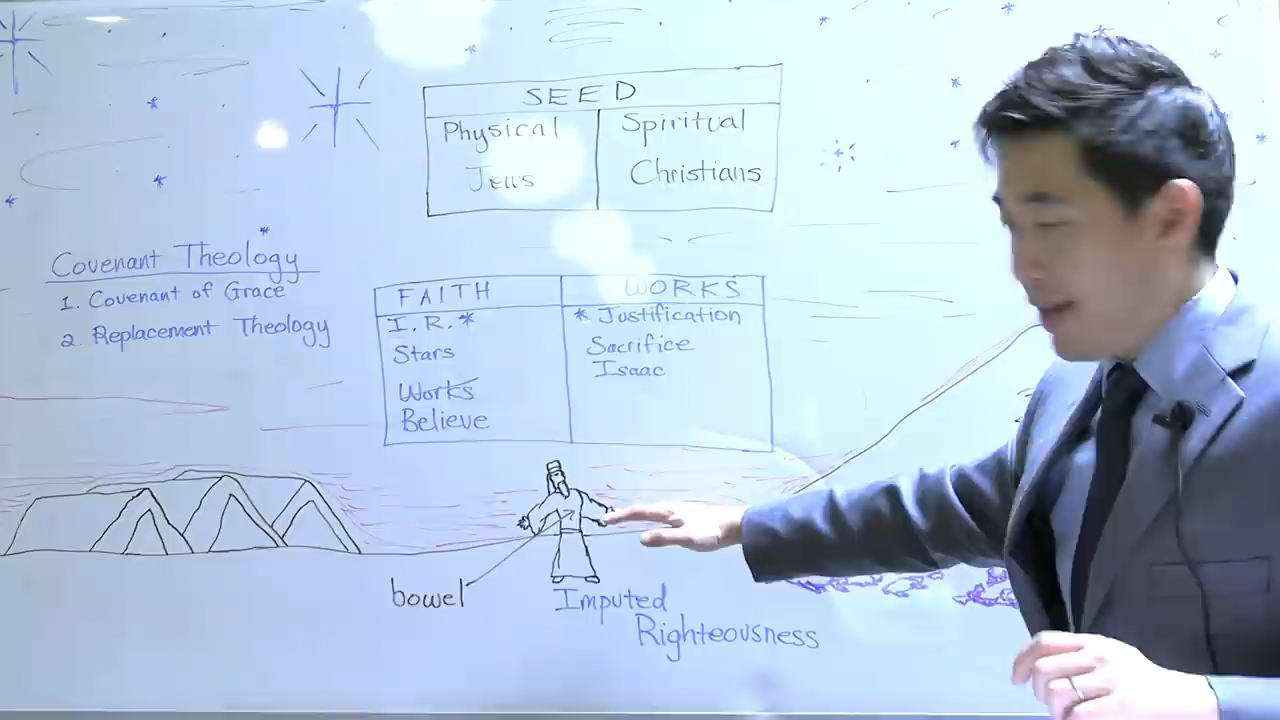 SEED
Physical
Spiritual
Jews
Christians
Covenant Theology
1. Covenant of Grace
2. Replacement Theology
FAITH
WORKS
I.R.*
* Justification
Stars
Sacrifice
Isaac
Works
Believe
bowel
Imputed
Righteousness